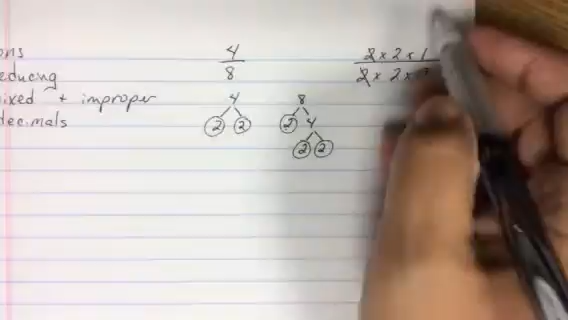 ons
educing
ixed + improper
decimals
4
8
4
2 2
8
2 4
2 2
2 x 2 x 1
2 x 2 x